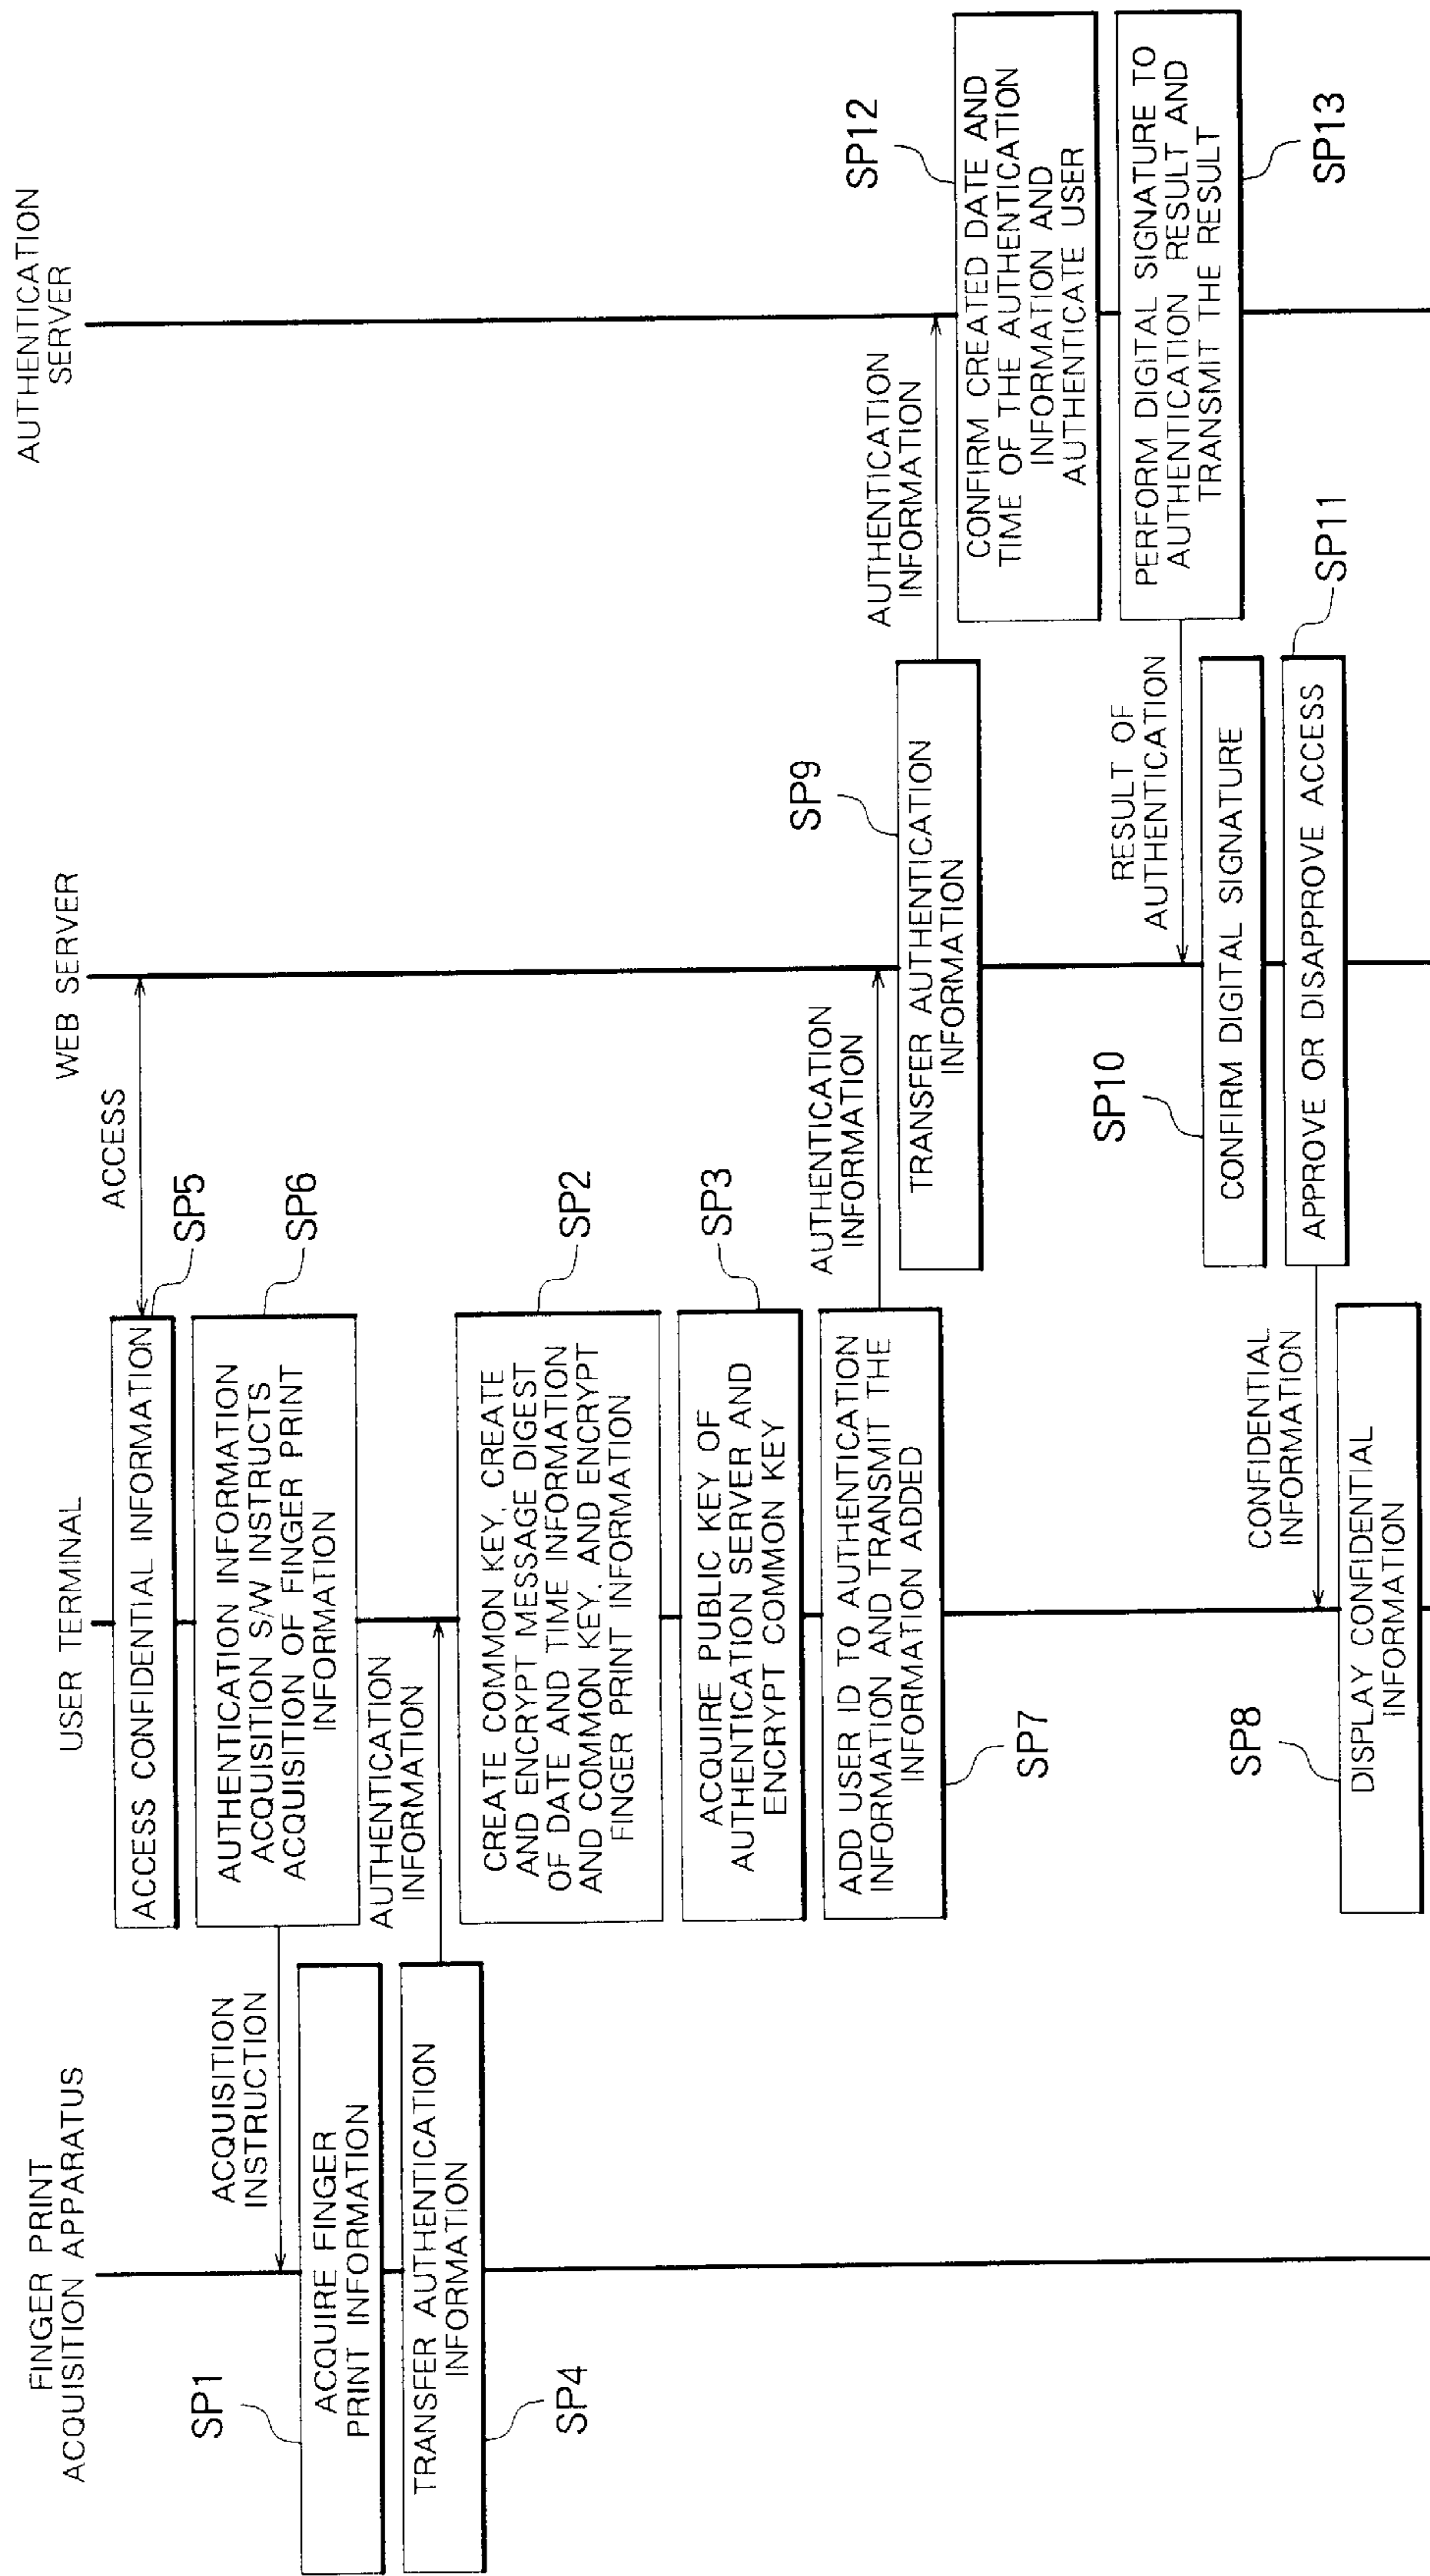 FINGER PRINT
ACQUISITION APPARATUS
USER TERMINAL
WEB SERVER
AUTHENTICATION
SERVER
ACCESS
ACCESS CONFIDENTIAL INFORMATION
SP5
AUTHENTICATION INFORMATION
ACQUISITION S/W INSTRUCTS
ACQUISITION OF FINGER PRINT
INFORMATION
SP6
ACQUISITION
INSTRUCTION
SP1
ACQUIRE FINGER
PRINT INFORMATION
TRANSFER AUTHENTICATION
INFORMATION
SP4
AUTHENTICATION
INFORMATION
CREATE COMMON KEY, CREATE
AND ENCRYPT MESSAGE DIGEST
OF DATE AND TIME INFORMATION
AND COMMON KEY, AND ENCRYPT
FINGER PRINT INFORMATION
SP2
ACQUIRE PUBLIC KEY OF
AUTHENTICATION SERVER AND
ENCRYPT COMMON KEY
SP3
ADD USER ID TO AUTHENTICATION
INFORMATION AND TRANSMIT THE
INFORMATION ADDED
SP7
AUTHENTICATION
INFORMATION
SP9
TRANSFER AUTHENTICATION
INFORMATION
AUTHENTICATION
INFORMATION
SP12
CONFIRM CREATED DATE AND
TIME OF THE AUTHENTICATION
INFORMATION AND
AUTHENTICATE USER
PERFORM DIGITAL SIGNATURE TO
AUTHENTICATION RESULT AND
TRANSMIT THE RESULT
SP13
RESULT OF
AUTHENTICATION
SP10
CONFIRM DIGITAL SIGNATURE
APPROVE OR DISAPPROVE ACCESS
SP11
CONFIDENTIAL
INFORMATION
SP8
DISPLAY CONFIDENTIAL
INFORMATION